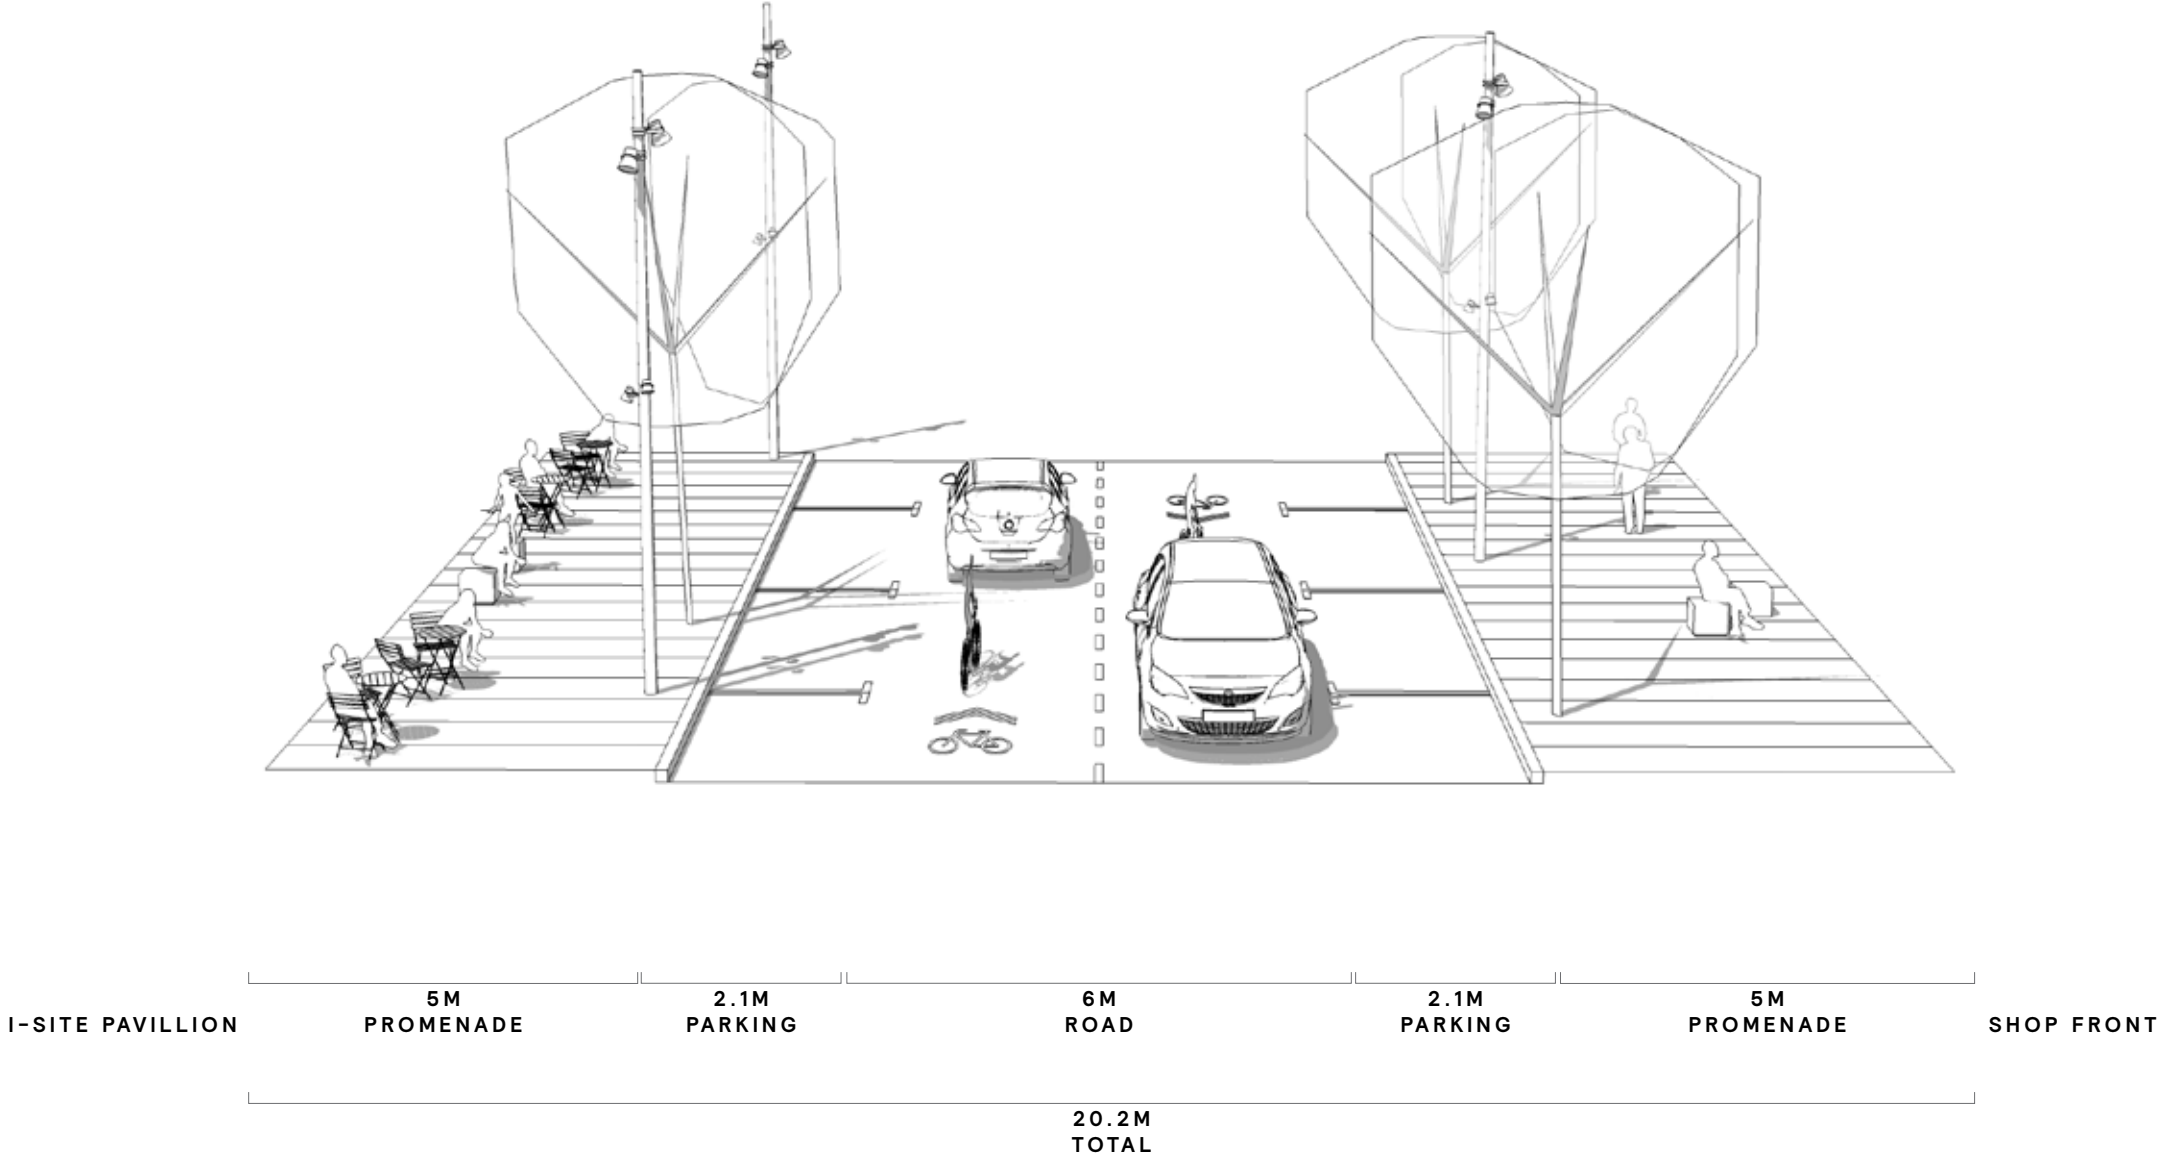 5M
2.1M
6M
2.1M
5M
I-SITE PAVILLION
PROMENADE
PARKING
ROAD
PARKING
PROMENADE
SHOP FRONT
20.2M
TOTAL